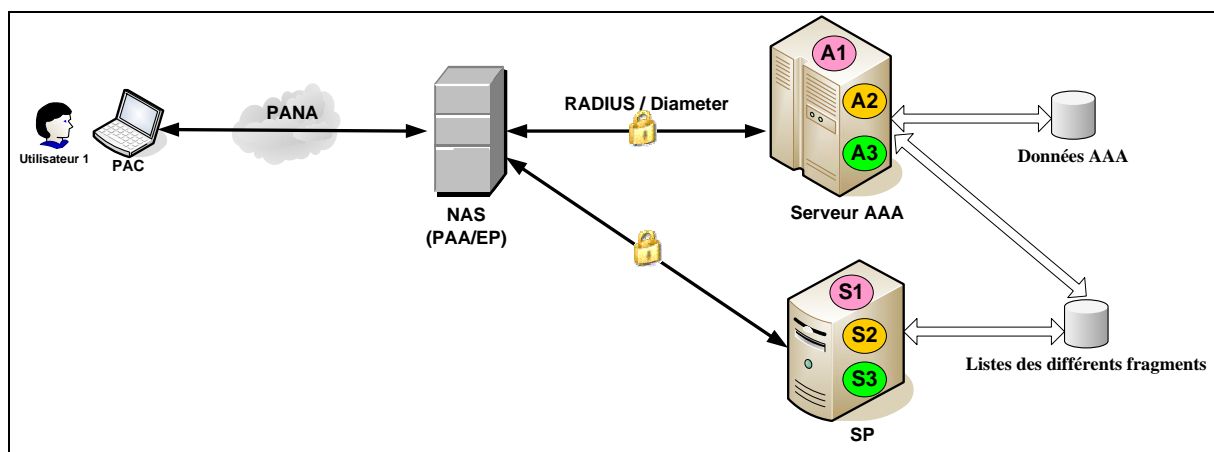 Utilisateur 1
PAC
PANA
NAS
(PAA/EP)
RADIUS / Diameter
A1
A2
A3
Serveur AAA
Données AAA
S1
S2
S3
SP
Listes des différents fragments